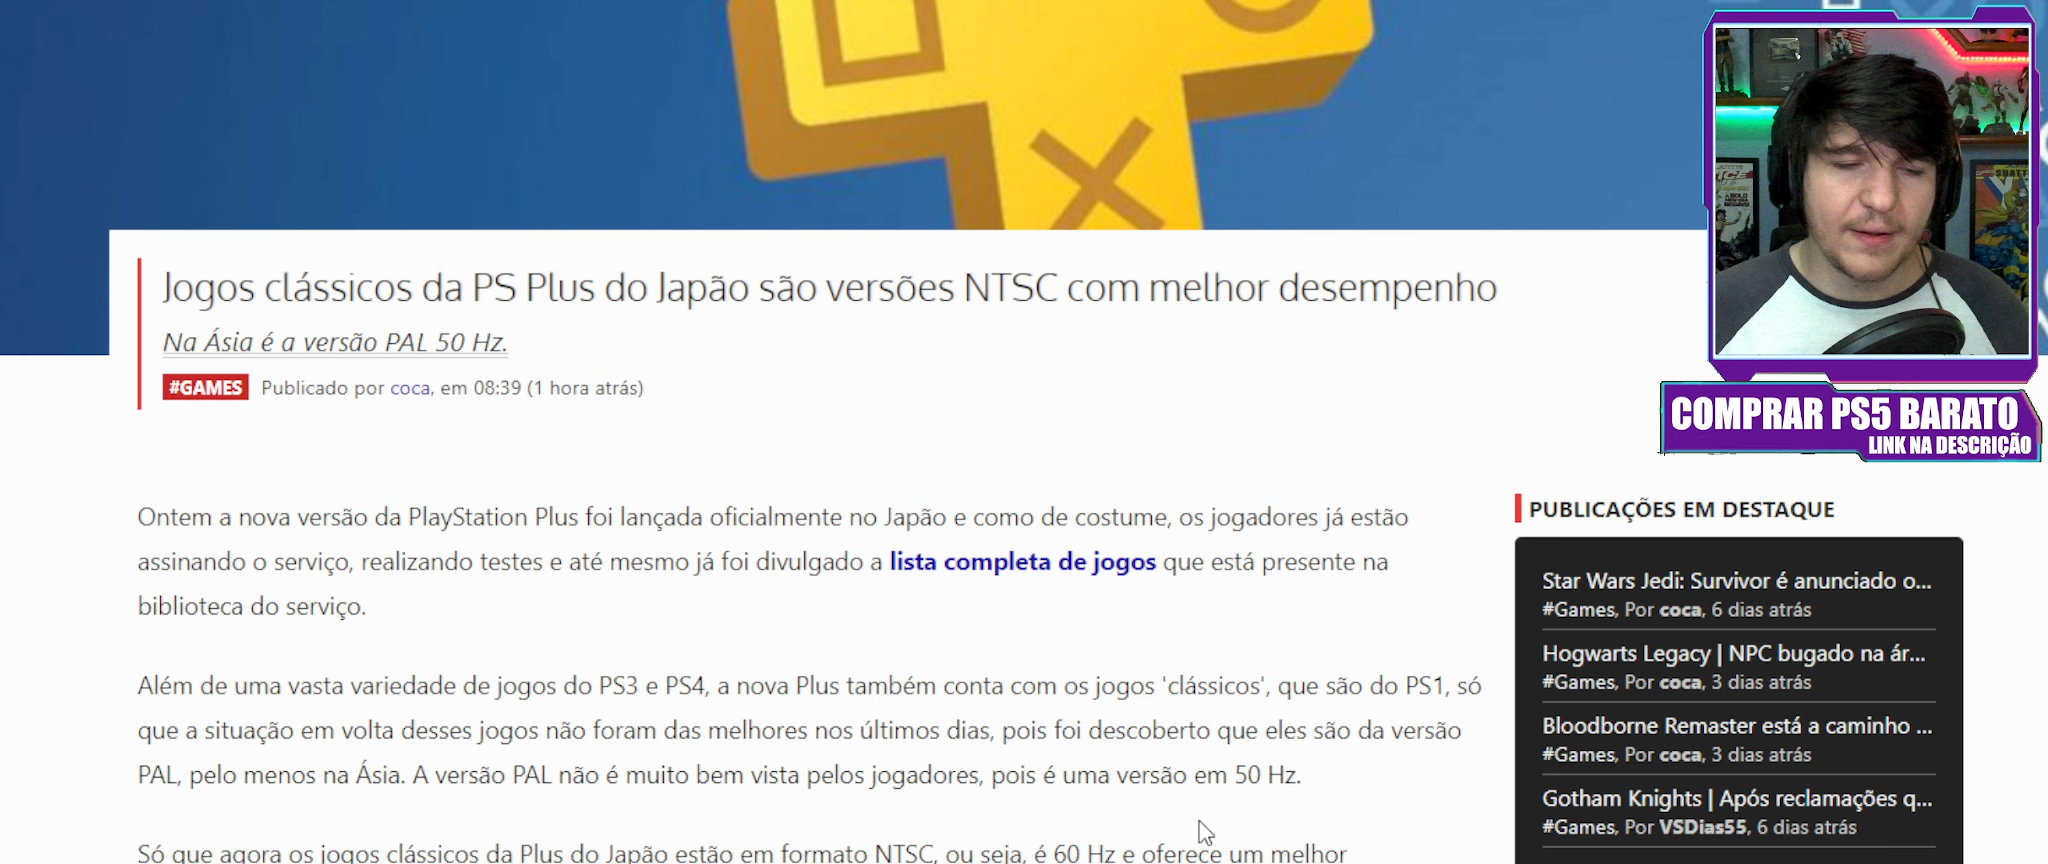 Jogos clássicos da PS Plus do Japão são versões NTSC com melhor desempenho
Na Ásia é a versão PAL 50 Hz.
#GAMES Publicado por coca, em 08:39 (1 hora atrás)
Ontem a nova versão da PlayStation Plus foi lançada oficialmente no Japão e como de costume, os jogadores já estão
assinando o serviço, realizando testes e até mesmo já foi divulgado a lista completa de jogos que está presente na
biblioteca do serviço.
Além de uma vasta variedade de jogos do PS3 e PS4, a nova Plus também conta com os jogos 'clássicos', que são do PS1, só
que a situação em volta desses jogos não foram das melhores nos últimos dias, pois foi descoberto que eles são da versão
PAL, pelo menos na Ásia. A versão PAL não é muito bem vista pelos jogadores, pois é uma versão em 50 Hz.
Só que agora os jogos clássicos da Plus do Japão estão em formato NTSC, ou seja, é 60 Hz e oferece um melhor
COMPRAR PS5 BARATO
LINK NA DESCRIÇÃO
PUBLICAÇÕES EM DESTAQUE
Star Wars Jedi: Survivor é anunciado o...
#Games, Por coca, 6 dias atrás
Hogwarts Legacy | NPC bugado na ár...
#Games, Por coca, 3 dias atrás
Bloodborne Remaster está a caminho ...
#Games, Por coca, 3 dias atrás
Gotham Knights | Após reclamações q...
#Games, Por VSDias55, 6 dias atrás